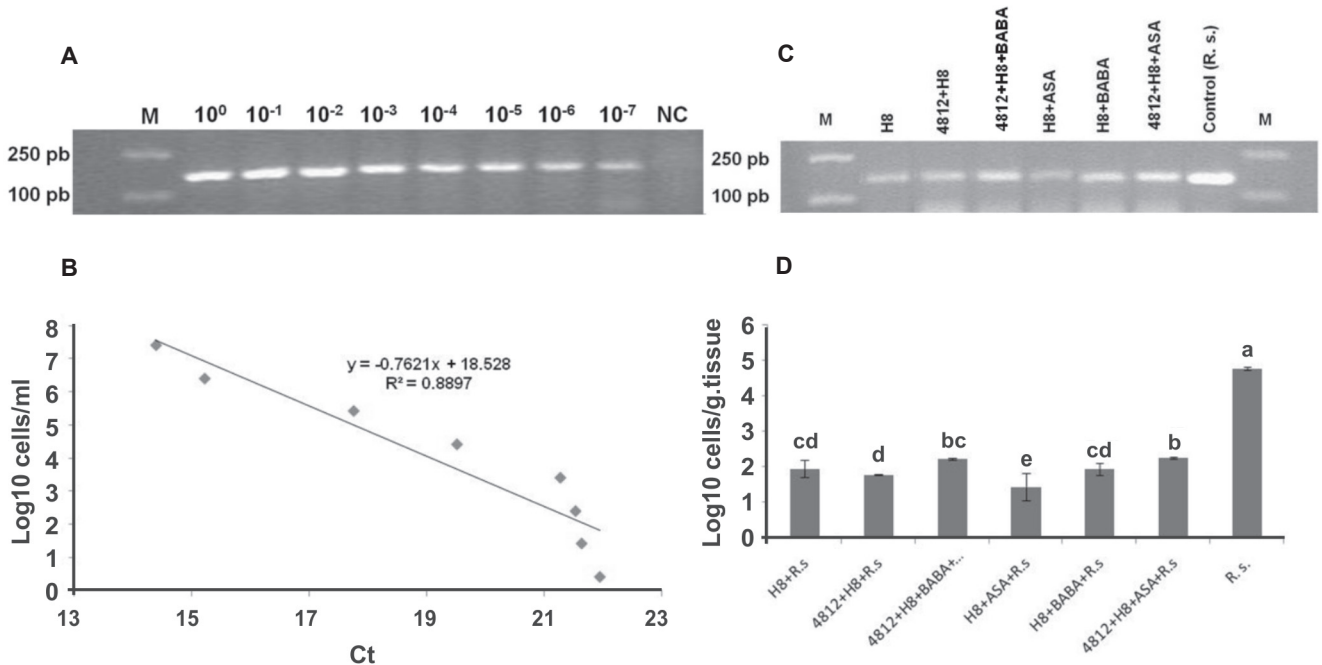 A
M 10⁰ 10⁻¹ 10⁻² 10⁻³ 10⁻⁴ 10⁻⁵ 10⁻⁶ 10⁻⁷ NC
250 pb
100 pb
C
M H8 4812+H8 4812+H8+BABA H8+ASA H8+BABA 4812+H8+ASA Control (R. s.) M
250 pb
100 pb
B
Log10 cells/ml
8
7
6
5
4
3
2
1
0
y = -0.7621x + 18.528
R² = 0.8897
13 15 17 19 21 23
Ct
D
Log10 cells/g.tissue
6
5
4
3
2
1
0
cd d bc e cd b a
H8+R.s 4812+H8+R.s 4812+H8+BABA+... H8+ASA+R.s H8+BABA+R.s 4812+H8+ASA+R.s R. s.